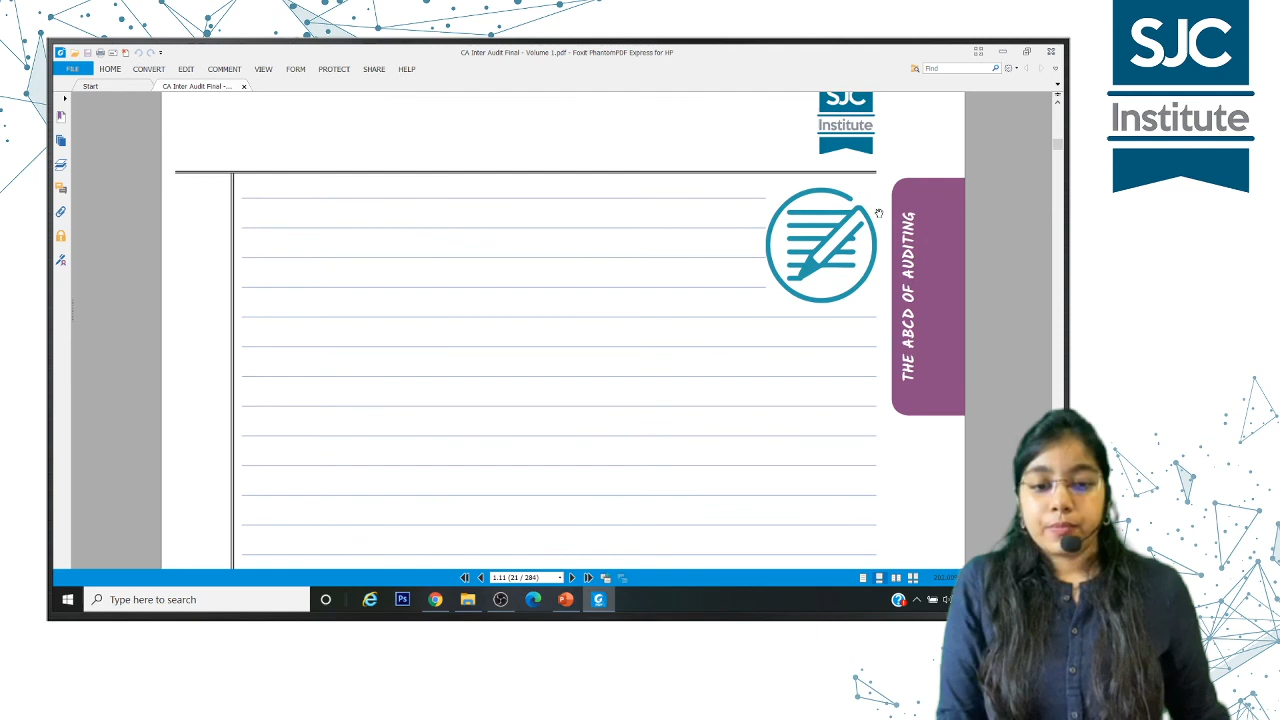 CA Inter Audit Final - Volume 1.pdf - Foxit PhantomPDF Express for HP
FILE HOME CONVERT EDIT COMMENT VIEW FORM PROTECT SHARE HELP
Find
Start
CA Inter Audit Final -...
SJC
Institute
SJC
Institute
THE ABCD OF AUDITING
1.11 (21 / 284)
Type here to search